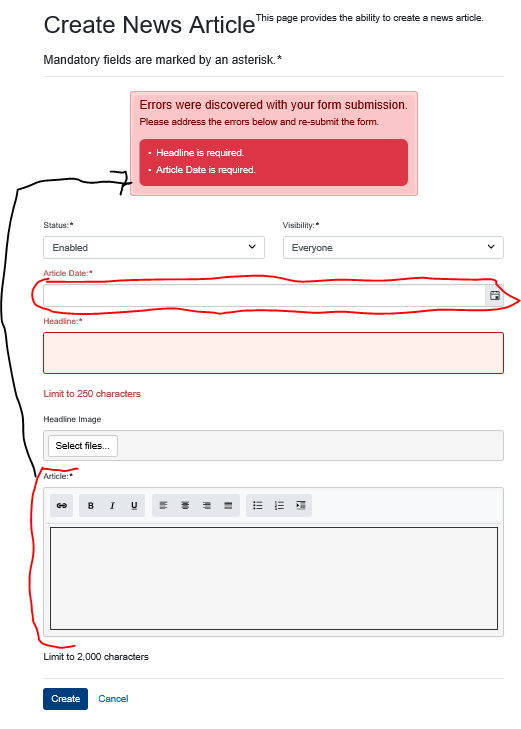 Create News Article This page provides the ability to create a news article.
Mandatory fields are marked by an asterisk.*
Errors were discovered with your form submission.
Please address the errors below and re-submit the form.
• Headline is required.
• Article Date is required.
Status:* Visibility:*
Enabled Everyone
Article Date:*
Headline:*
Limit to 250 characters
Headline Image
Select files...
Article:*
B I U
Limit to 2,000 characters
Create Cancel